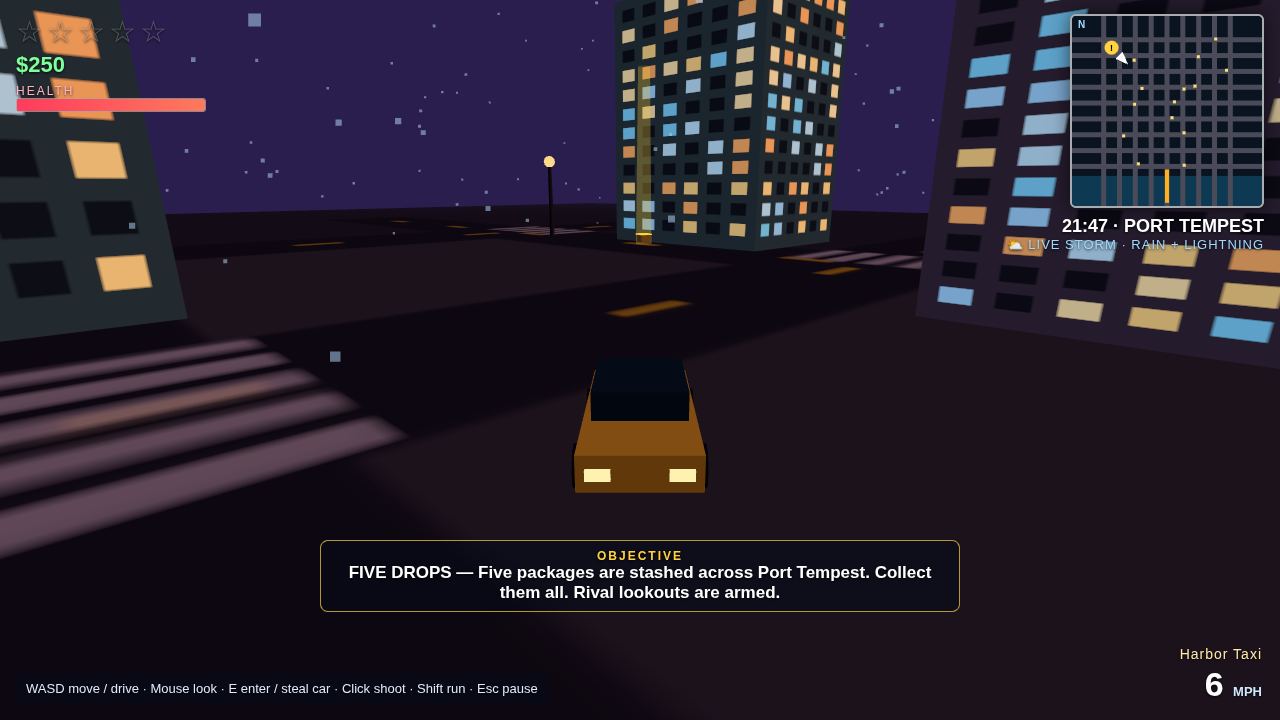 ☆☆☆☆☆
$250
HEALTH
N
!
21:47 · PORT TEMPEST
⛅ LIVE STORM · RAIN + LIGHTNING
OBJECTIVE
FIVE DROPS — Five packages are stashed across Port Tempest. Collect
them all. Rival lookouts are armed.
Harbor Taxi
6 MPH
WASD move / drive · Mouse look · E enter / steal car · Click shoot · Shift run · Esc pause